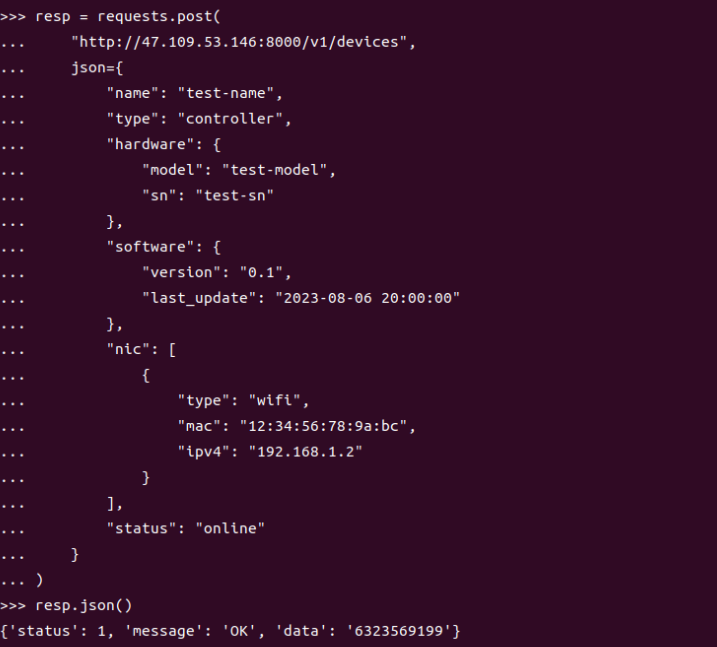 >>> resp = requests.post(
...     "http://47.109.53.146:8000/v1/devices",
...     json={
...         "name": "test-name",
...         "type": "controller",
...         "hardware": {
...             "model": "test-model",
...             "sn": "test-sn"
...         },
...         "software": {
...             "version": "0.1",
...             "last_update": "2023-08-06 20:00:00"
...         },
...         "nic": [
...             {
...                 "type": "wifi",
...                 "mac": "12:34:56:78:9a:bc",
...                 "ipv4": "192.168.1.2"
...             }
...         ],
...         "status": "online"
...     }
... )
>>> resp.json()
{'status': 1, 'message': 'OK', 'data': '6323569199'}